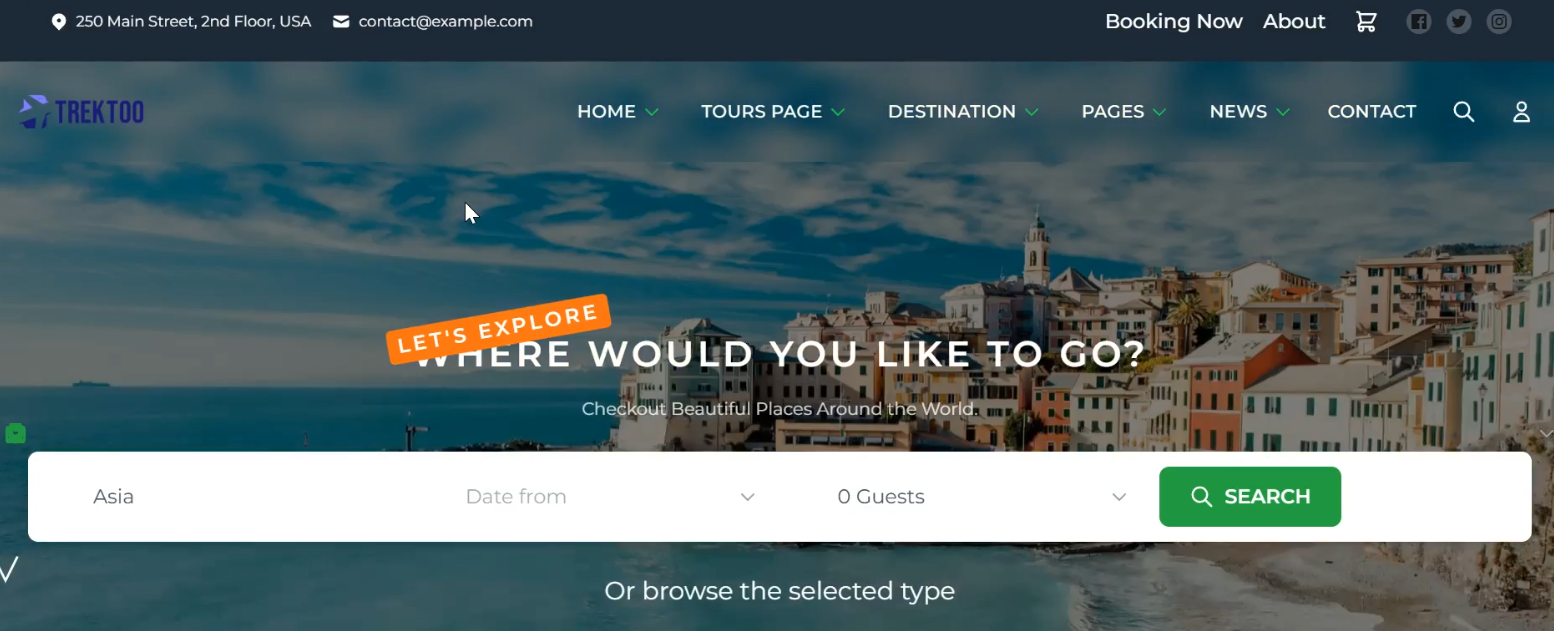 250 Main Street, 2nd Floor, USA contact@example.com Booking Now About
TREKTOO HOME TOURS PAGE DESTINATION PAGES NEWS CONTACT
LET'S EXPLORE
WHERE WOULD YOU LIKE TO GO?
Checkout Beautiful Places Around the World.
Asia Date from 0 Guests SEARCH
Or browse the selected type